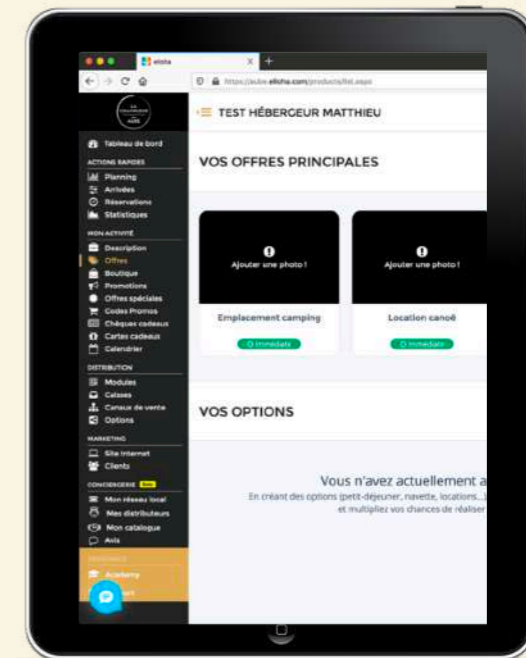 elloha
https://aube.elloha.com/products/list.aspx
TEST HÉBERGEUR MATTHIEU
Tableau de bord
ACTIONS RAPIDES
Planning
Arrivées
Réservations
Statistiques
MON ACTIVITÉ
Description
Offres
Boutique
Promotions
Offres spéciales
Codes Promos
Chèques cadeaux
Cartes cadeaux
Calendrier
DISTRIBUTION
Modules
Caisses
Canaux de vente
Options
MARKETING
Site Internet
Clients
CONCIERGERIE Beta
Mon réseau local
Mes distributeurs
Mon catalogue
Avis
Academy
VOS OFFRES PRINCIPALES
Ajouter une photo !
Emplacement camping
Immédiate
Ajouter une photo !
Location canoë
Immédiate
VOS OPTIONS
Vous n'avez actuellement a
En créant des options (petit-déjeuner, navette, locations...)
et multipliez vos chances de réaliser